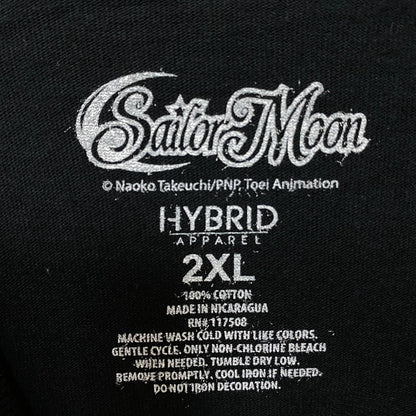 Sailor Moon
© Naoko Takeuchi/PNP, Toei Animation
HYBRID
APPAREL
2XL
100% COTTON
MADE IN NICARAGUA
RN# 117508
MACHINE WASH COLD WITH LIKE COLORS.
GENTLE CYCLE. ONLY NON-CHLORINE BLEACH
WHEN NEEDED. TUMBLE DRY LOW.
REMOVE PROMPTLY. COOL IRON IF NEEDED.
DO NOT IRON DECORATION.